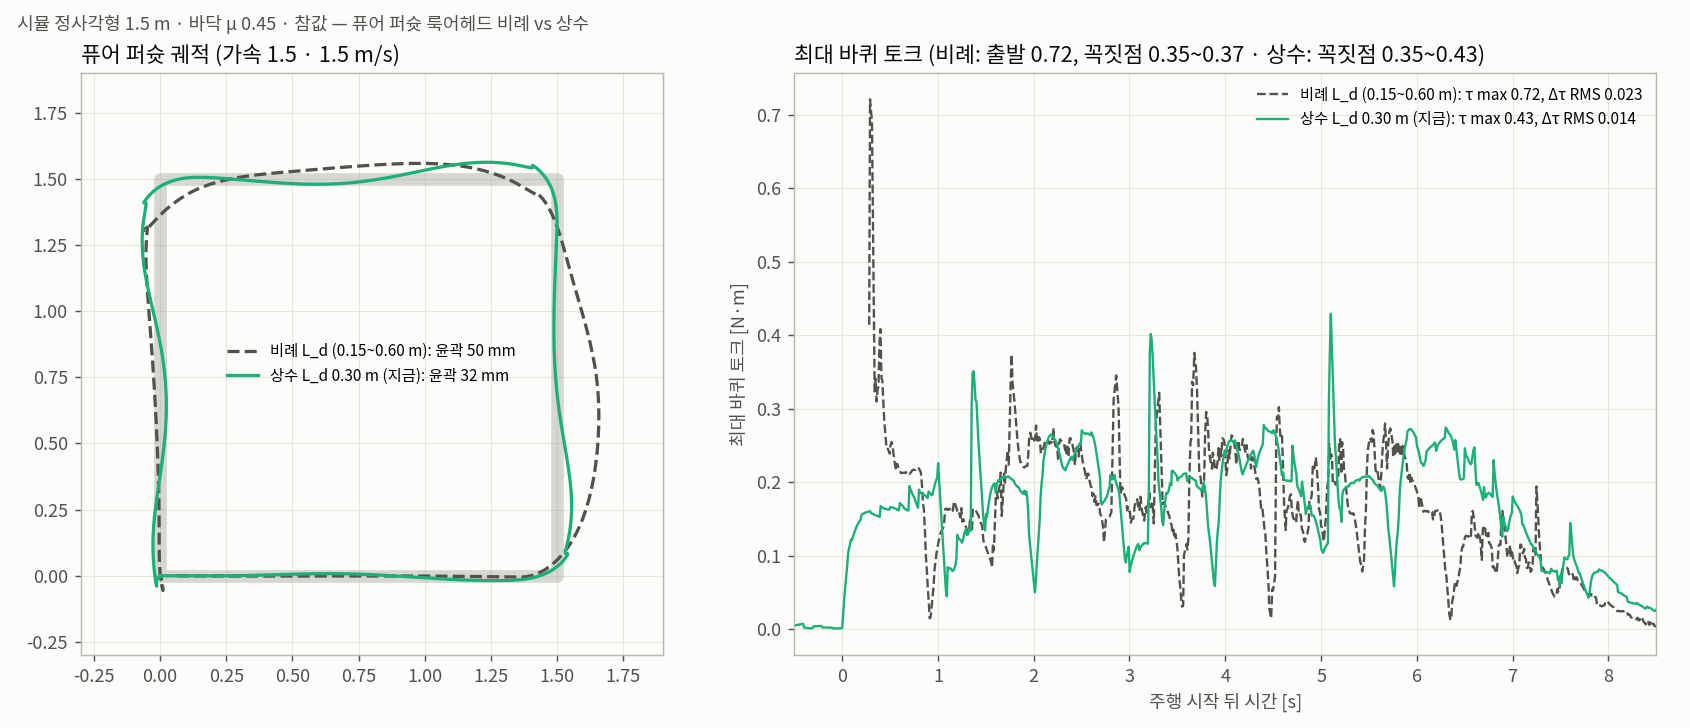 시뮬 정사각형 1.5 m · 바닥 μ 0.45 · 참값 — 퓨어 퍼슛 룩어헤드 비례 vs 상수
퓨어 퍼슛 궤적 (가속 1.5 · 1.5 m/s)
1.75
1.50
1.25
1.00
0.75
0.50
0.25
0.00
-0.25
비례 L_d (0.15~0.60 m): 윤곽 50 mm
상수 L_d 0.30 m (지금): 윤곽 32 mm
-0.25 0.00 0.25 0.50 0.75 1.00 1.25 1.50 1.75
최대 바퀴 토크 (비례: 출발 0.72, 꼭짓점 0.35~0.37 · 상수: 꼭짓점 0.35~0.43)
비례 L_d (0.15~0.60 m): τ max 0.72, Δτ RMS 0.023
상수 L_d 0.30 m (지금): τ max 0.43, Δτ RMS 0.014
최대 바퀴 토크 [N·m]
0.7
0.6
0.5
0.4
0.3
0.2
0.1
0.0
0 1 2 3 4 5 6 7 8
주행 시작 뒤 시간 [s]